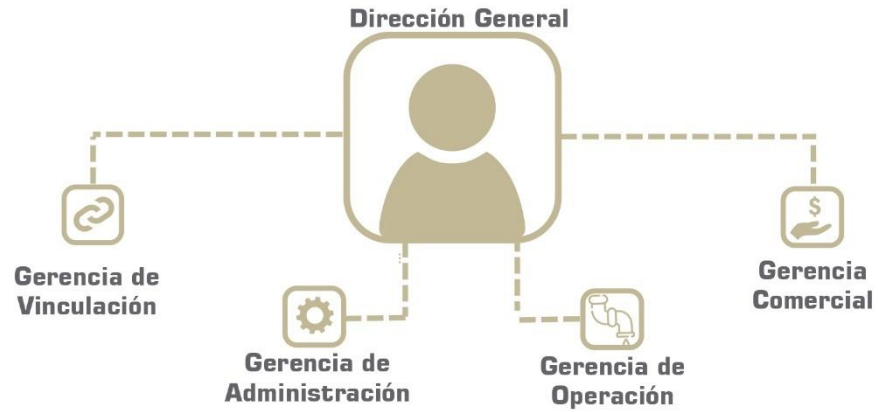 Dirección General
Gerencia de
Vinculación
Gerencia
Comercial
Gerencia de
Administración
Gerencia de
Operación
$